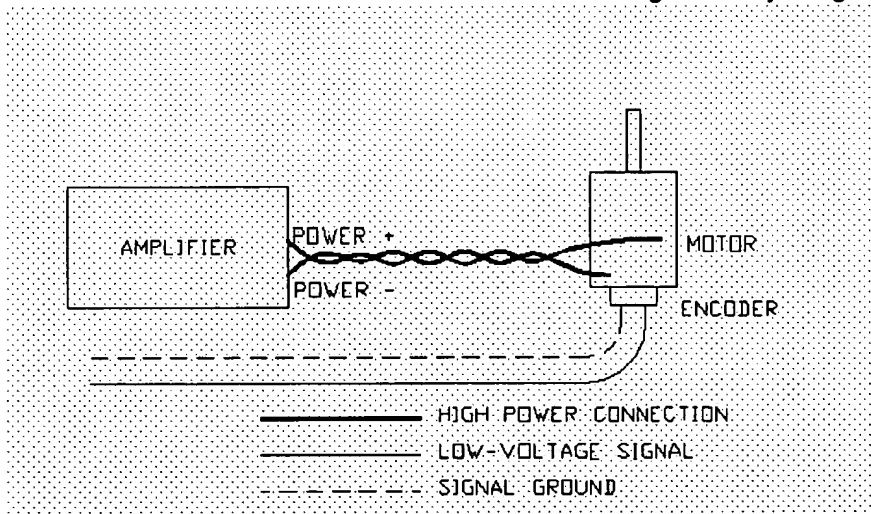 AMPLIFIER
POWER +
POWER -
MOTOR
ENCODER
HIGH POWER CONNECTION
LOW-VOLTAGE SIGNAL
SIGNAL GROUND